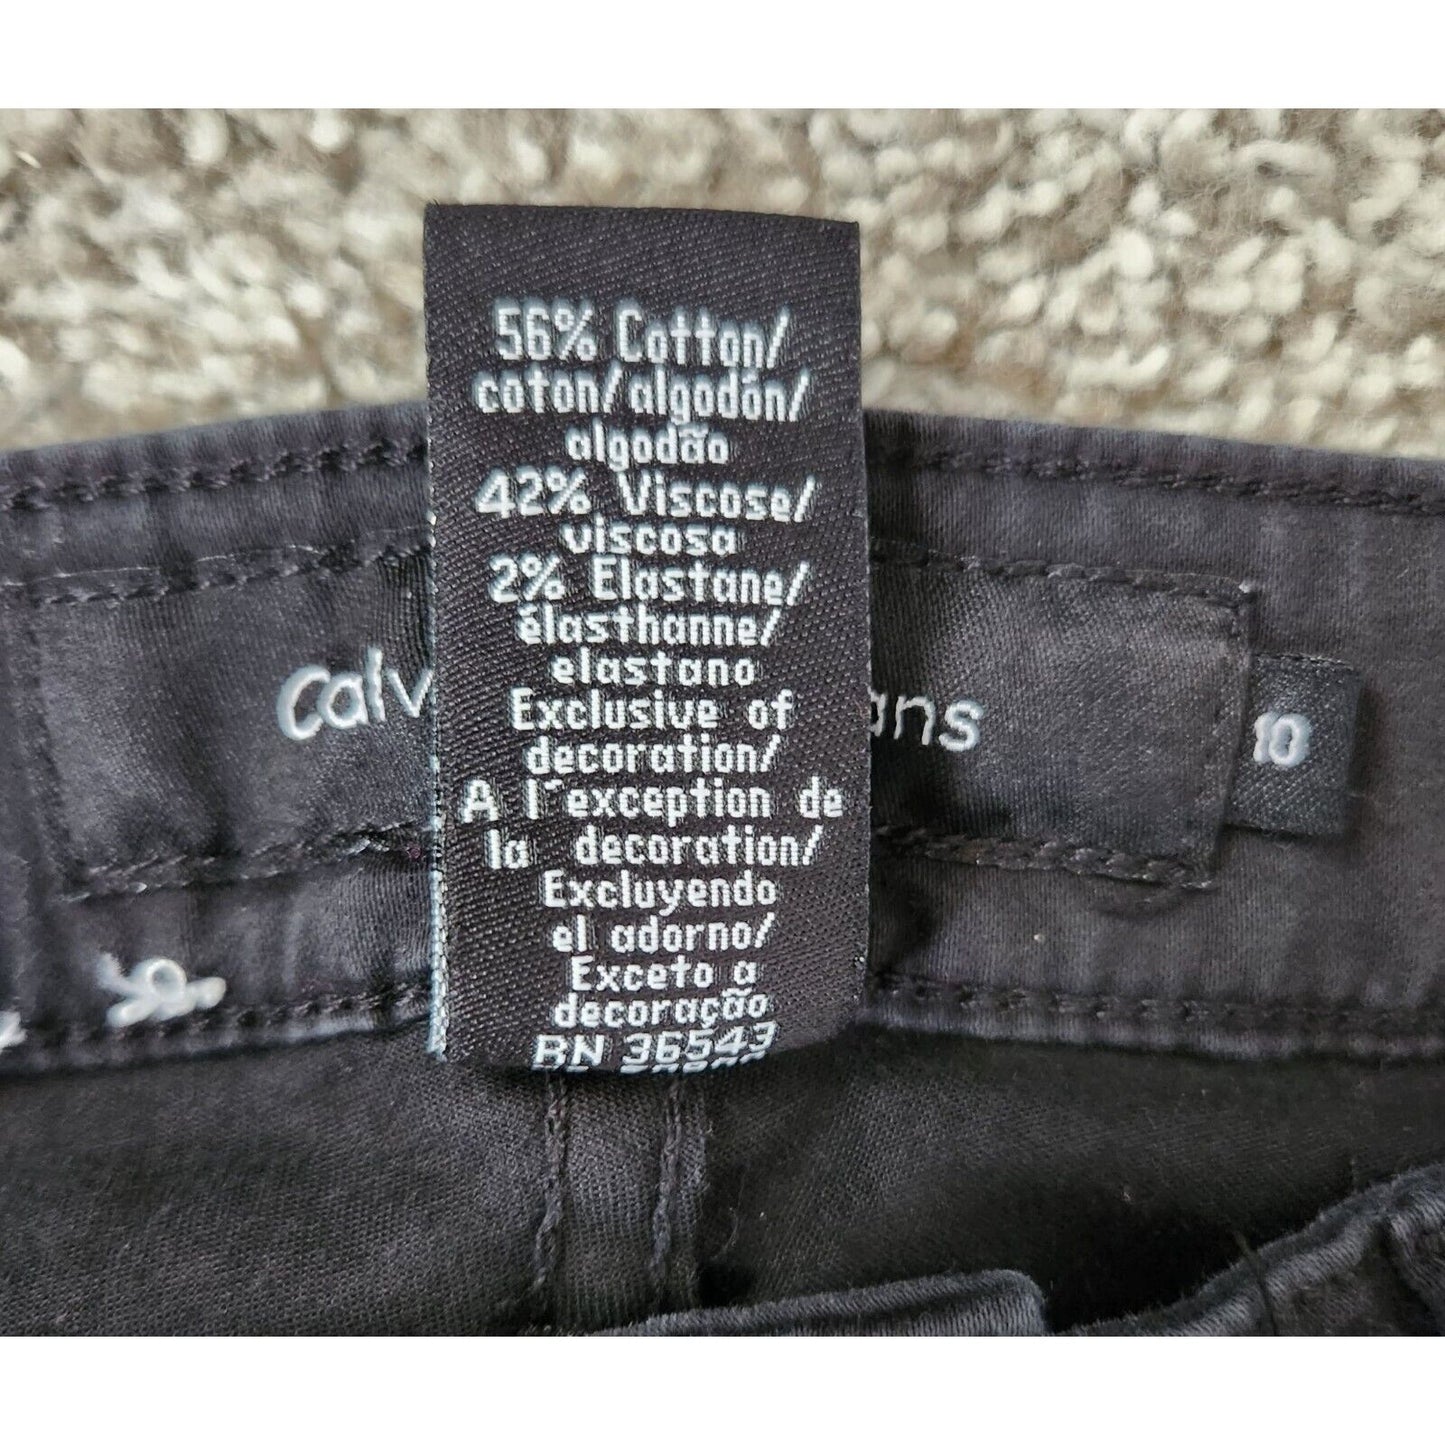 56% Cotton/
coton/algodón/
algodão
42% Viscose/
viscosa
2% Elastane/
élasthanne/
elastano
Exclusive of
decoration/
A l'exception de
la decoration/
Excluyendo
el adorno/
Exceto a
decoração
RN 36543
calv
ans
10